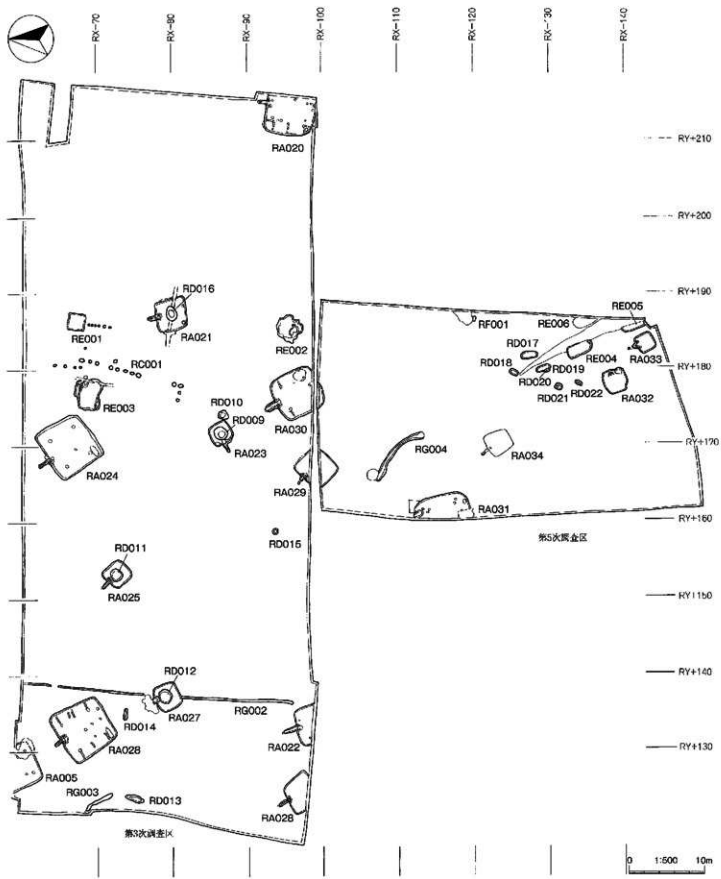 RX-70
RX-80
RX-90
RX-100
RX-110
RX-120
RX-130
RX-140
RA020
RY+210
RY+200
RY+190
RD016
RE001
RA021
RE002
RF001
RE006
RE005
RC001
RD017
RE004
RA033
RD018
RD019
RY+180
RD020
RA032
RE003
RD010
RD009
RD021
RD022
RA030
RA023
RG004
RA034
RY+170
RA024
RA029
RA031
RY+160
RD015
第5次調査区
RD011
RA025
RY+150
RD012
RY+140
RA027
RG002
RD014
RA022
RA028
RY+130
RA005
RG003
RD013
RA028
第3次調査区
0 1:500 10m